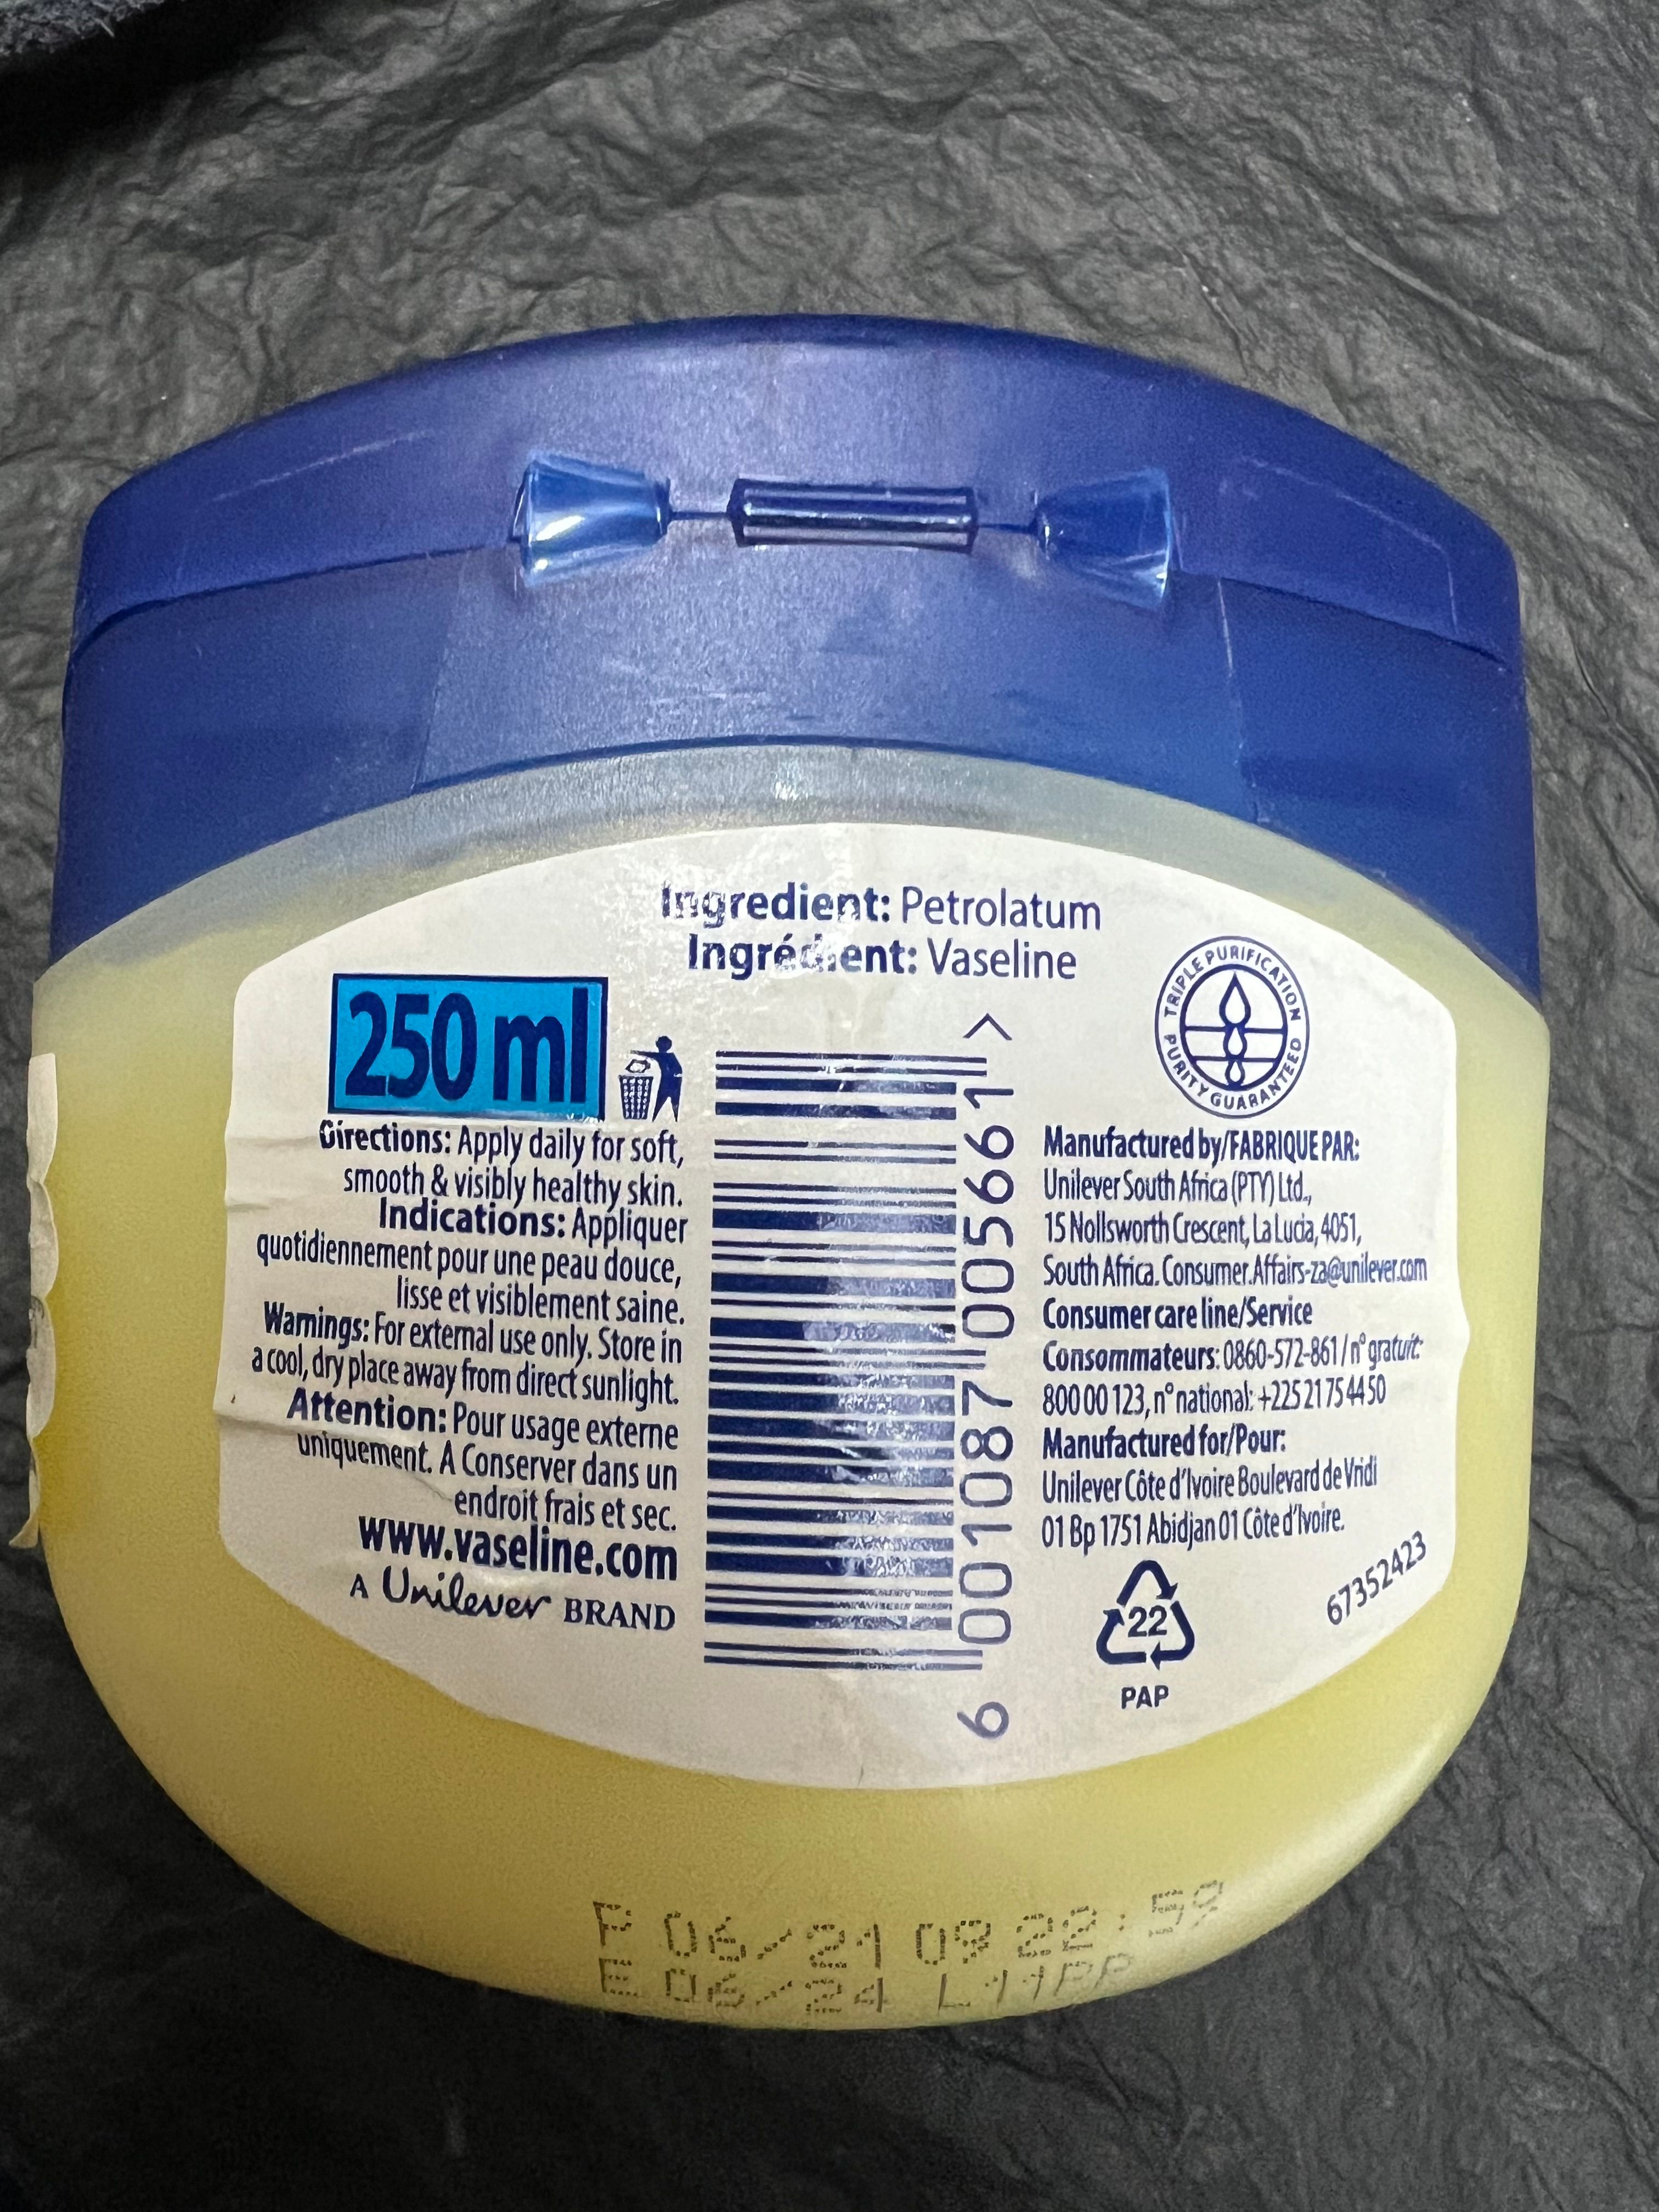 Ingredient: Petrolatum
Ingrédient: Vaseline
250 ml
Directions: Apply daily for soft,
smooth & visibly healthy skin.
Indications: Appliquer
quotidiennement pour une peau douce,
lisse et visiblement saine.
Warnings: For external use only. Store in
a cool, dry place away from direct sunlight.
Attention: Pour usage externe
uniquement. A Conserver dans un
endroit frais et sec.
www.vaseline.com
A Unilever BRAND
6 001087 005661 >
TRIPLE PURIFICATION
PURITY GUARANTEED
Manufactured by/FABRIQUE PAR:
Unilever South Africa (PTY) Ltd.,
15 Nollsworth Crescent, La Lucia, 4051,
South Africa. Consumer.Affairs-za@unilever.com
Consumer care line/Service
Consommateurs: 0860-572-861/n° gratuit:
800 00 123, n° national: +225 21 75 44 50
Manufactured for/Pour:
Unilever Côte d'Ivoire Boulevard de Vridi
01 Bp 1751 Abidjan 01 Côte d'Ivoire.
22
PAP
67352423
P 06/21 09 22:59
E 06/24 L11PP